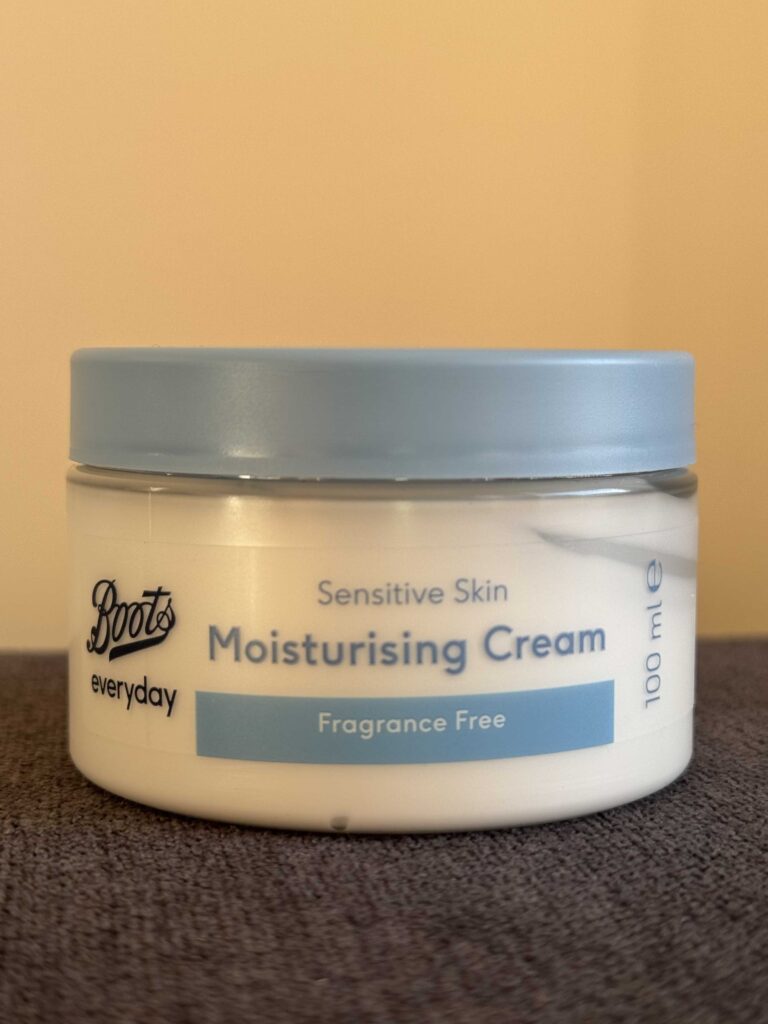 Boots
everyday
Sensitive Skin
Moisturising Cream
Fragrance Free
100 ml e